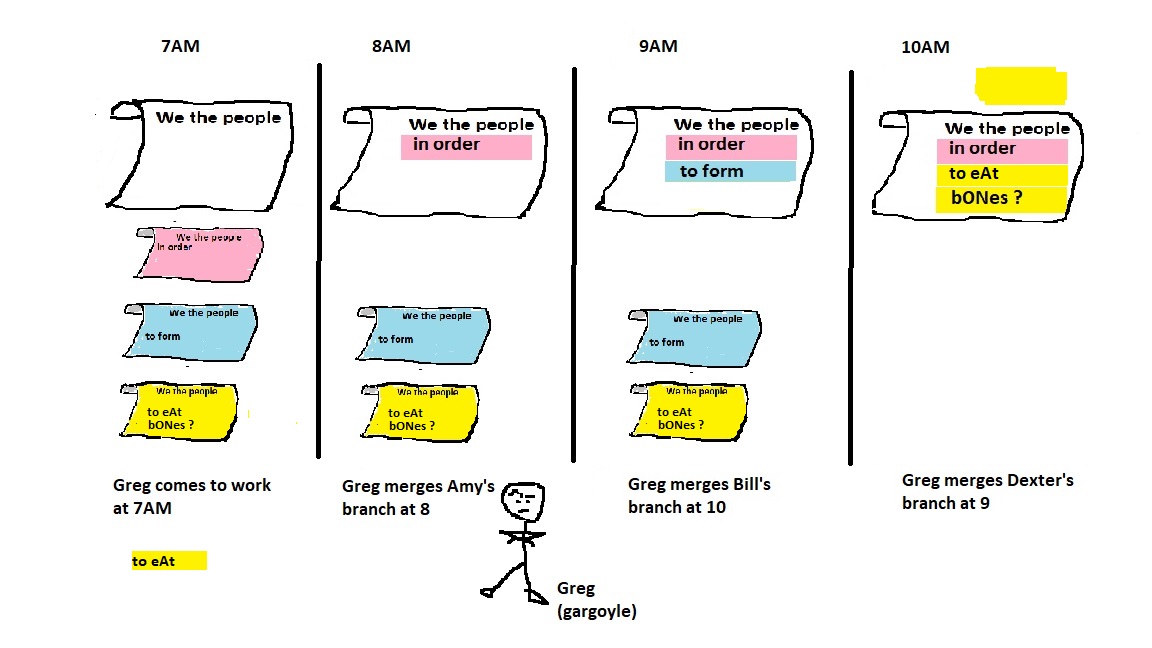 7AM
8AM
9AM
10AM
We the people
We the people
in order
We the people
in order
to form
We the people
in order
to eAt
bONes ?
We the people
In order
We the people
to form
We the people
to form
We the people
to form
We the people
to eAt
bONes ?
We the people
to eAt
bONes ?
We the people
to eAt
bONes ?
Greg comes to work
at 7AM
Greg merges Amy's
branch at 8
Greg merges Bill's
branch at 10
Greg merges Dexter's
branch at 9
to eAt
Greg
(gargoyle)